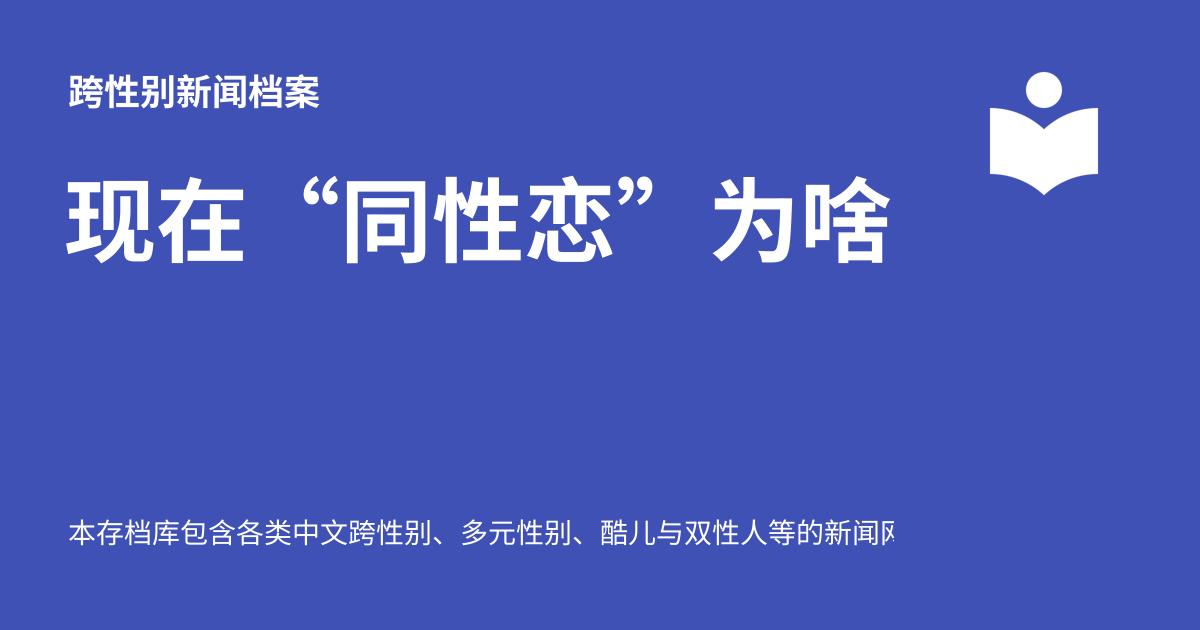 跨性别新闻档案
现在 “同性恋” 为啥
本存档库包含各类中文跨性别、多元性别、酷儿与双性人等的新闻